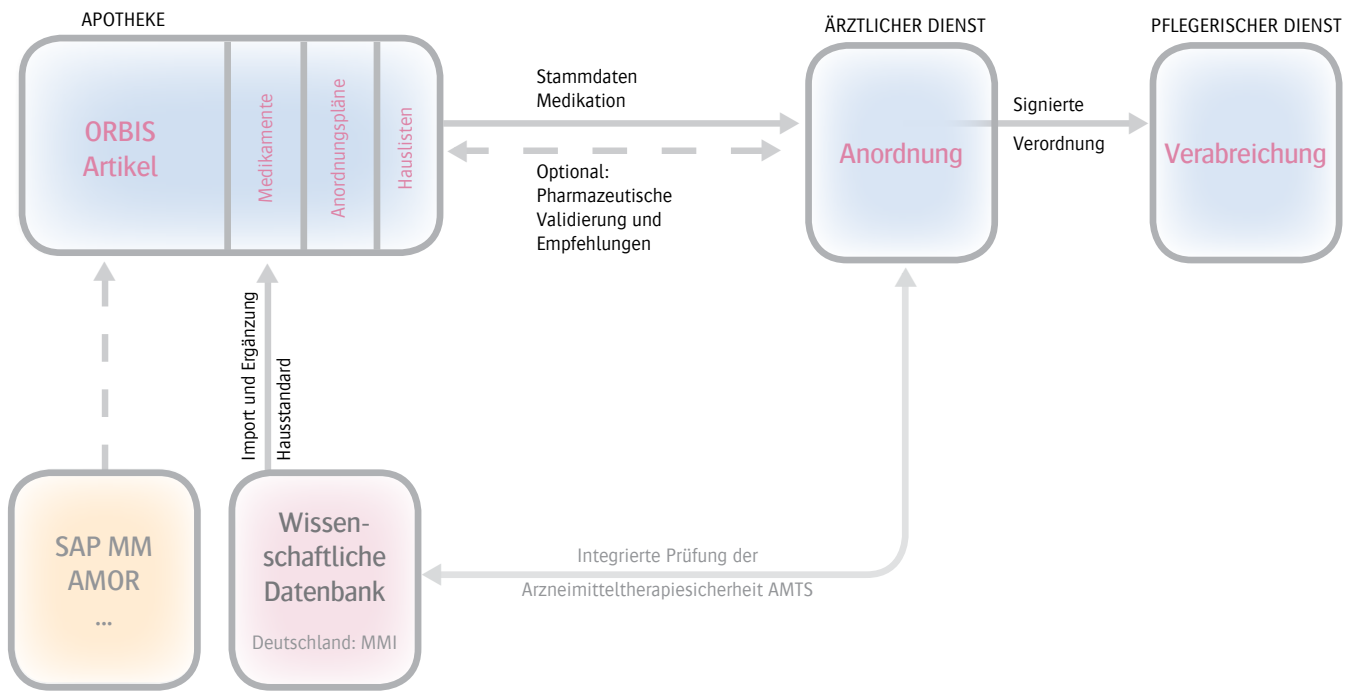 APOTHEKE
ORBIS
Artikel
Medikamente
Anordnungspläne
Hauslisten
Stammdaten
Medikation
Optional:
Pharmazeutische
Validierung und
Empfehlungen
ÄRZTLICHER DIENST
Anordnung
Signierte
Verordnung
PFLEGERISCHER DIENST
Verabreichung
Import und Ergänzung
Hausstandard
SAP MM
AMOR
...
Wissen-
schaftliche
Datenbank
Deutschland: MMI
Integrierte Prüfung der
Arzneimitteltherapiesicherheit AMTS